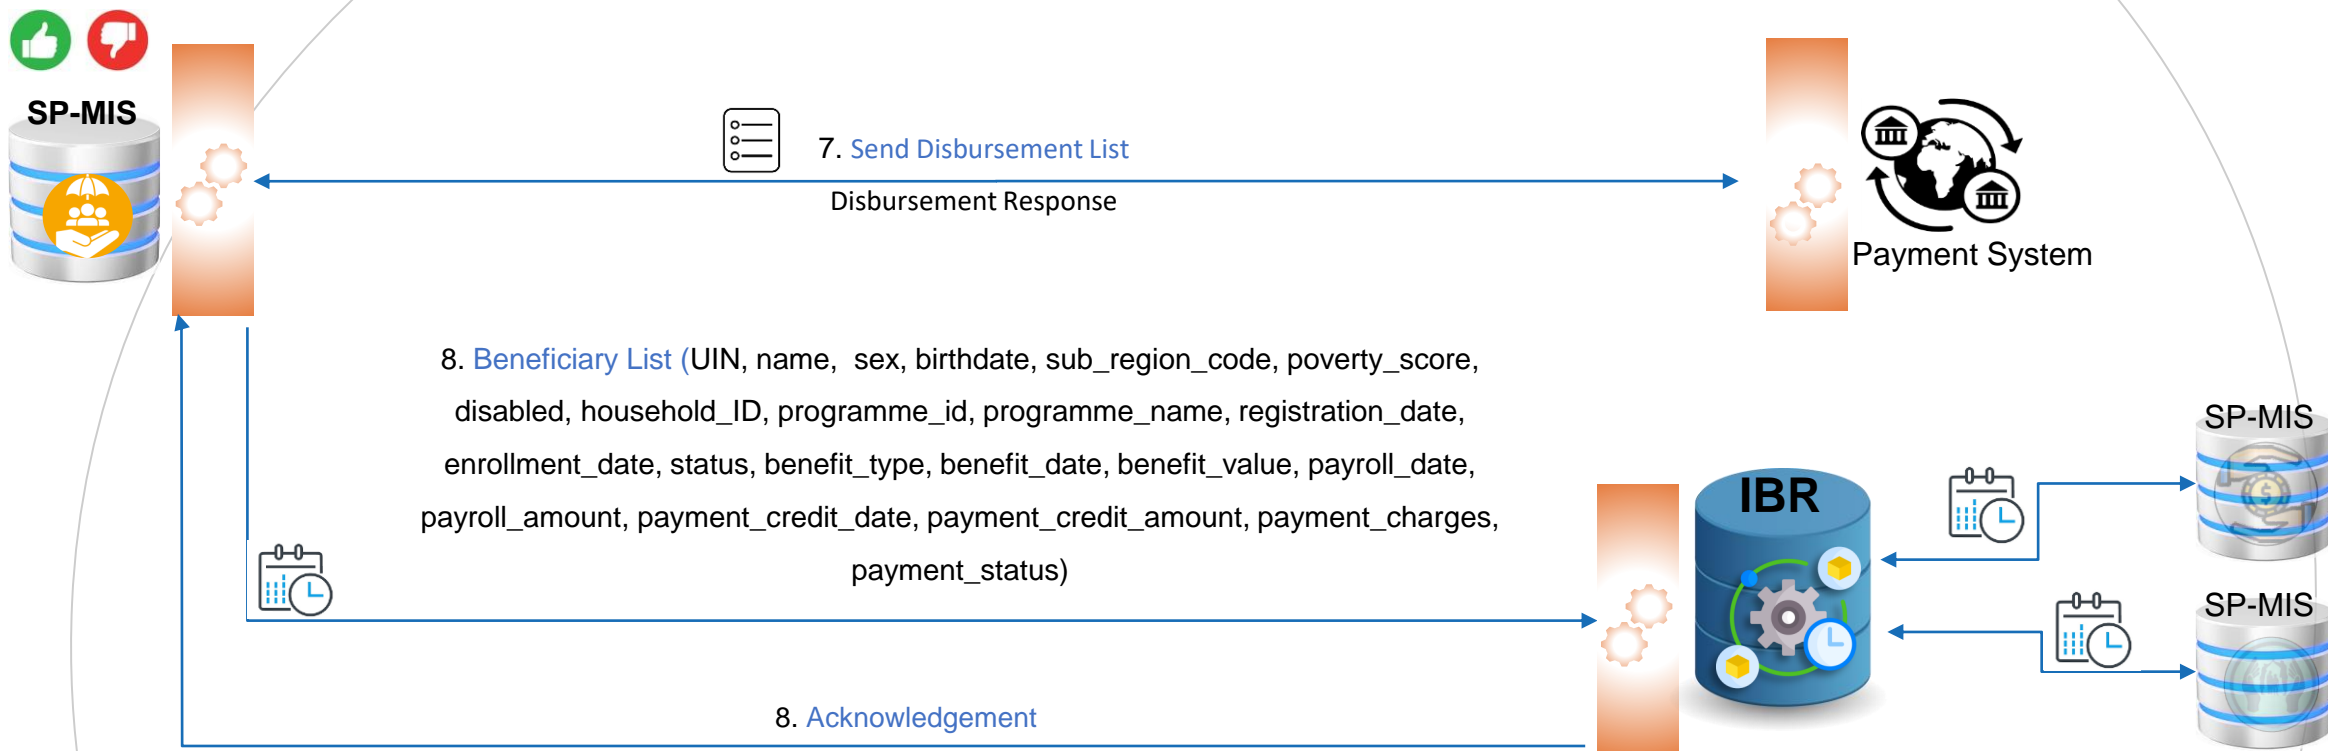 SP-MIS
7. Send Disbursement List
Disbursement Response
Payment System
8. Beneficiary List (UIN, name, sex, birthdate, sub_region_code, poverty_score,
disabled, household_ID, programme_id, programme_name, registration_date,
enrollment_date, status, benefit_type, benefit_date, benefit_value, payroll_date,
payroll_amount, payment_credit_date, payment_credit_amount, payment_charges,
payment_status)
IBR
SP-MIS
SP-MIS
8. Acknowledgement